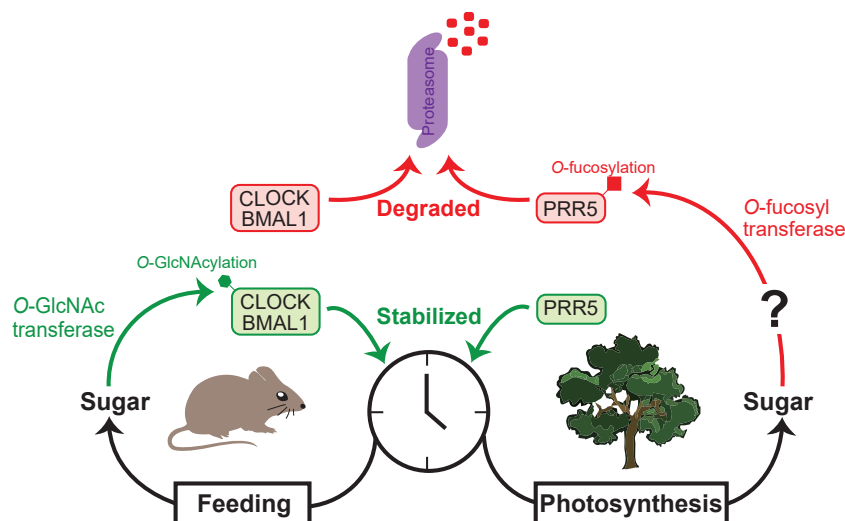 Proteasome
O-fucosylation
CLOCK
BMAL1
Degraded
PRR5
O-fucosyl
transferase
O-GlcNAcylation
O-GlcNAc
transferase
CLOCK
BMAL1
Stabilized
PRR5
?
Sugar
Sugar
Feeding
Photosynthesis